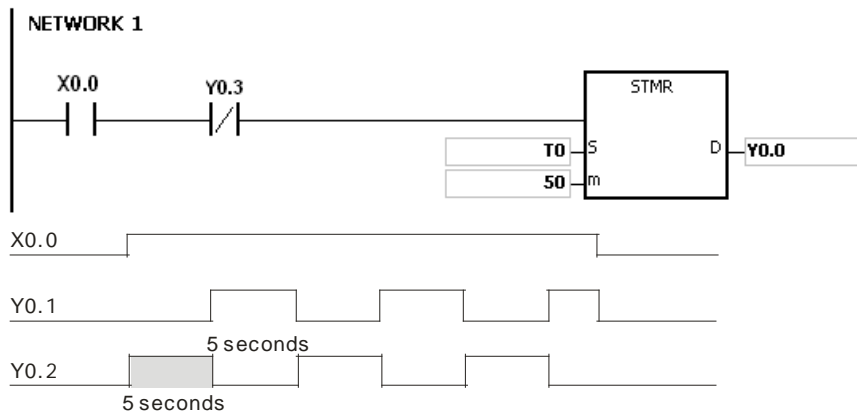 NETWORK 1
X0.0
Y0.3
STMR
T0 S D Y0.0
50 m
X0.0
Y0.1
5 seconds
Y0.2
5 seconds